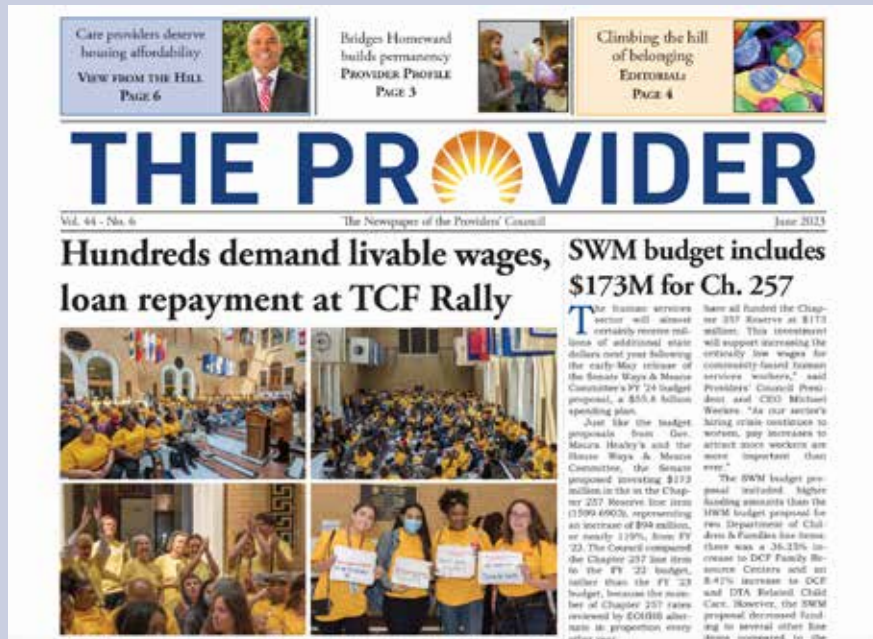 Care providers deserve
housing affordability
VIEW FROM THE HILL
PAGE 6
Bridges Homeward
builds permanency
PROVIDER PROFILE
PAGE 3
Climbing the hill
of belonging
EDITORIAL:
PAGE 4
THE PROVIDER
Vol. 44 - No. 6
The Newspaper of the Providers' Council
June 2023
Hundreds demand livable wages,
loan repayment at TCF Rally
SWM budget includes
$173M for Ch. 257
The human services
sector will almost
certainly receive mil-
lions of additional state
dollars next year following
the early-May release of
the Senate Ways & Means
Committee's FY '24 budget
proposal, a $55.8 billion
spending plan.
Just like the budget
proposals from Gov.
Maura Healey's and the
House Ways & Means
Committee, the Senate
proposed investing $173
million in the in the Chap-
ter 257 Reserve line item
(1599-6903), representing
an increase of $94 million,
or nearly 119%, from FY
'22. The Council compared
the Chapter 257 line item
to the FY '22 budget,
rather than the FY '23
budget, because the num-
ber of Chapter 257 rates
reviewed by EOHHS alter-
nate in proportion every
other year.
have all funded the Chap-
ter 257 Reserve at $173
million. This investment
will support increasing the
critically low wages for
community-based human
services workers," said
Providers' Council Presi-
dent and CEO Michael
Weekes. "As our sector's
hiring crisis continues to
worsen, pay increases to
attract more workers are
more important than
ever."
The SWM budget pro-
posal included higher
funding amounts than the
HWM budget proposal for
two Department of Chil-
dren & Families line items:
there was a 36.25% in-
crease to DCF Family Re-
source Centers and an
8.41% increase to DCF
and DTA Related Child
Care. However, the SWM
proposal decreased fund-
ing to several other line
items compared to the